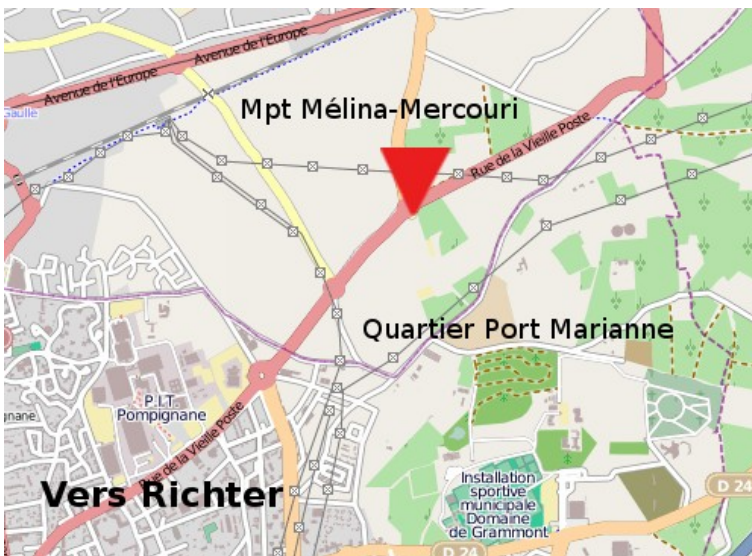 Avenue de l'Europe
Avenue de l'Europe
Gaulle
Mpt Mélina-Mercouri
Rue de la Vieille Poste
Quartier Port Marianne
P.I.T.
Pompignane
gnane
Rue de la Vieille Poste
Vers Richter
Installation
sportive
municipale
Domaine
de Grammont
D 24
D 24